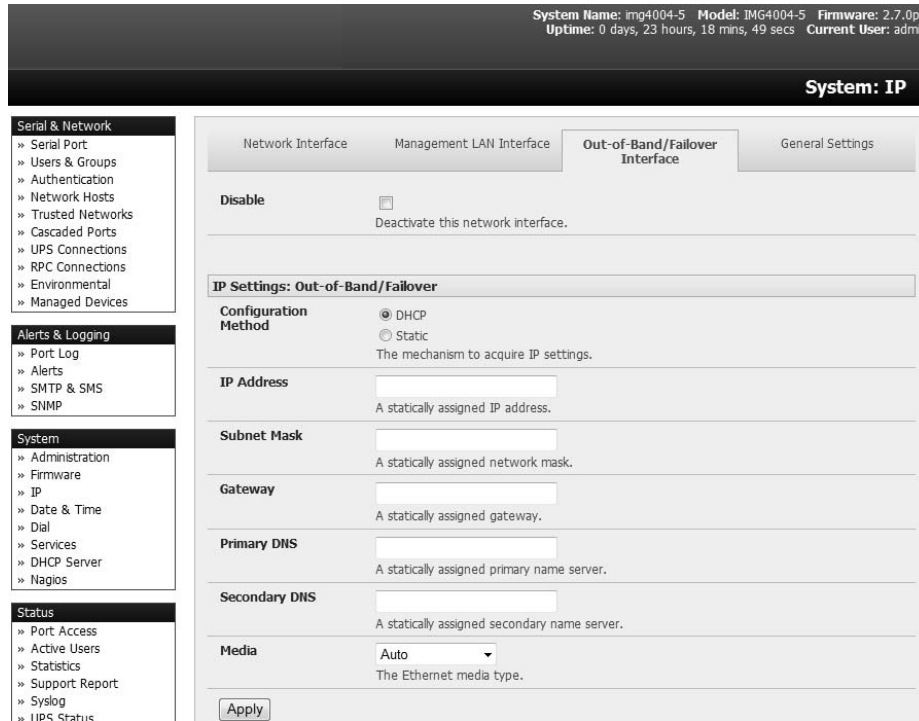 System Name: img4004-5 Model: IMG4004-5 Firmware: 2.7.0p
Uptime: 0 days, 23 hours, 18 mins, 49 secs Current User: adm
System: IP
Serial & Network
» Serial Port
» Users & Groups
» Authentication
» Network Hosts
» Trusted Networks
» Cascaded Ports
» UPS Connections
» RPC Connections
» Environmental
» Managed Devices
Alerts & Logging
» Port Log
» Alerts
» SMTP & SMS
» SNMP
System
» Administration
» Firmware
» IP
» Date & Time
» Dial
» Services
» DHCP Server
» Nagios
Status
» Port Access
» Active Users
» Statistics
» Support Report
» Syslog
» UPS Status
Network Interface
Management LAN Interface
Out-of-Band/Failover
Interface
General Settings
Disable
Deactivate this network interface.
IP Settings: Out-of-Band/Failover
Configuration
Method
DHCP
Static
The mechanism to acquire IP settings.
IP Address
A statically assigned IP address.
Subnet Mask
A statically assigned network mask.
Gateway
A statically assigned gateway.
Primary DNS
A statically assigned primary name server.
Secondary DNS
A statically assigned secondary name server.
Media
Auto
The Ethernet media type.
Apply